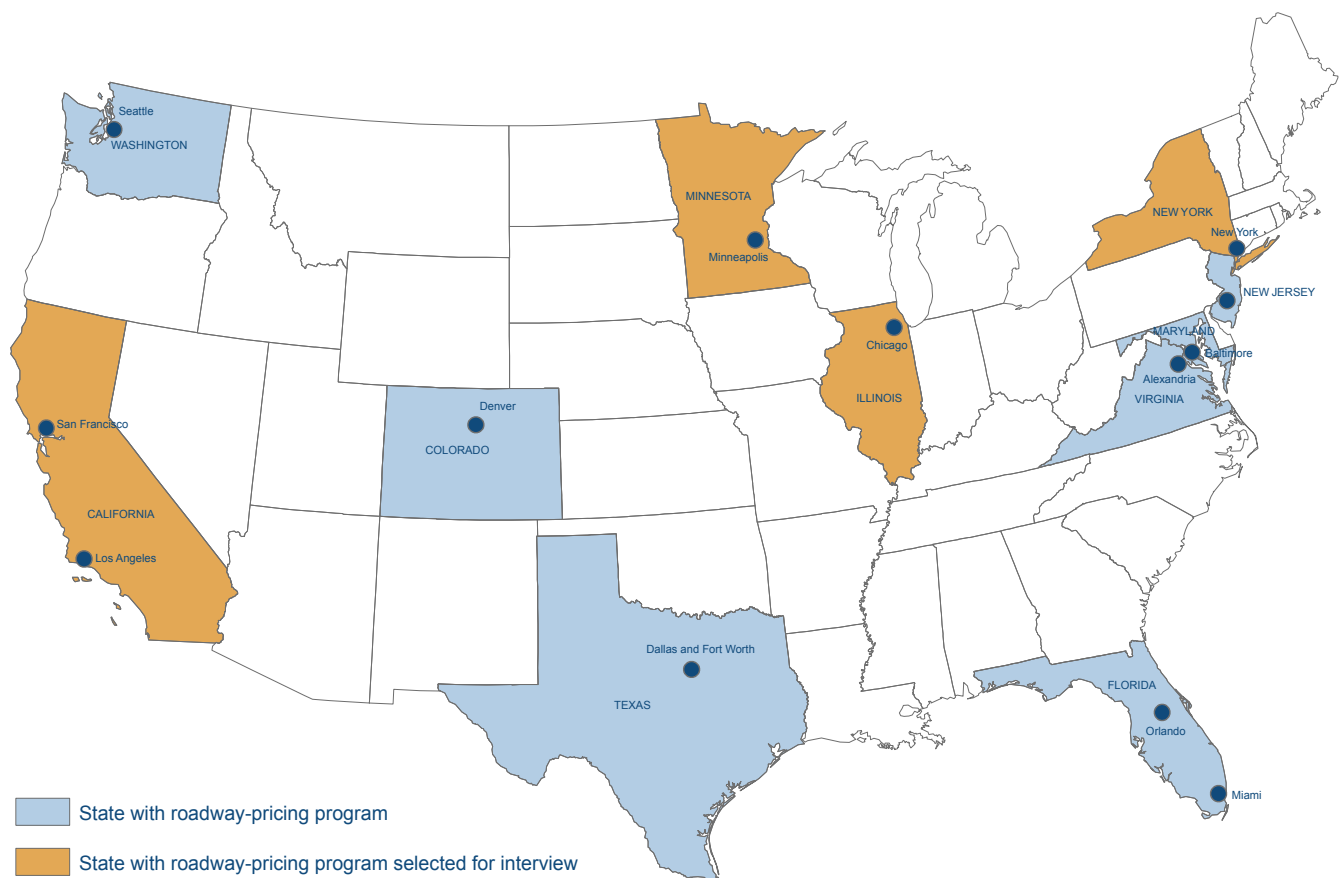 Seattle
WASHINGTON
MINNESOTA
Minneapolis
NEW YORK
New York
NEW JERSEY
MARYLAND
Baltimore
Alexandria
VIRGINIA
Chicago
ILLINOIS
Denver
COLORADO
San Francisco
CALIFORNIA
Los Angeles
Dallas and Fort Worth
TEXAS
FLORIDA
Orlando
Miami
State with roadway-pricing program
State with roadway-pricing program selected for interview